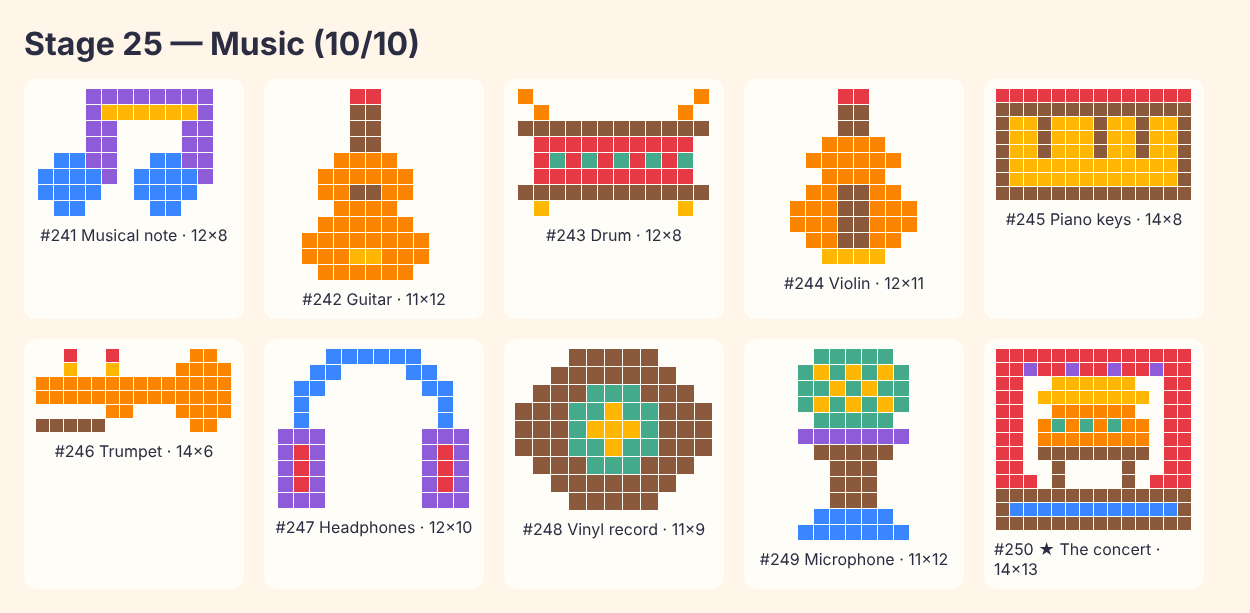 Stage 25 — Music (10/10)
#241 Musical note · 12×8
#242 Guitar · 11×12
#243 Drum · 12×8
#244 Violin · 12×11
#245 Piano keys · 14×8
#246 Trumpet · 14×6
#247 Headphones · 12×10
#248 Vinyl record · 11×9
#249 Microphone · 11×12
#250 ★ The concert ·
14×13